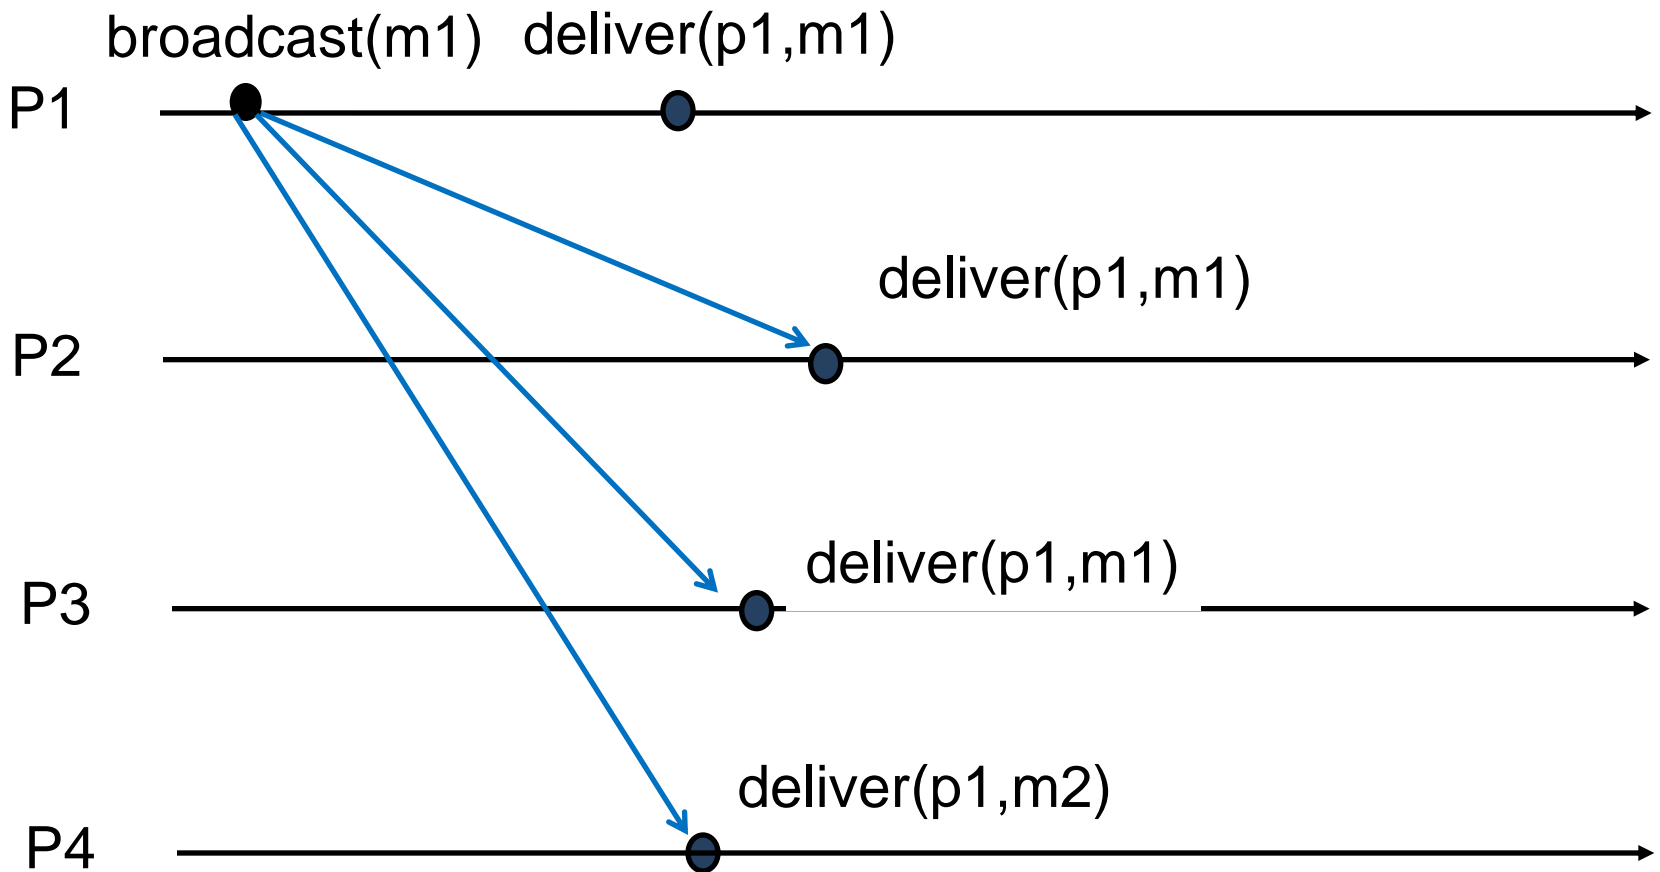 broadcast(m1) deliver(p1,m1)
P1
deliver(p1,m1)
P2
deliver(p1,m1)
P3
deliver(p1,m2)
P4